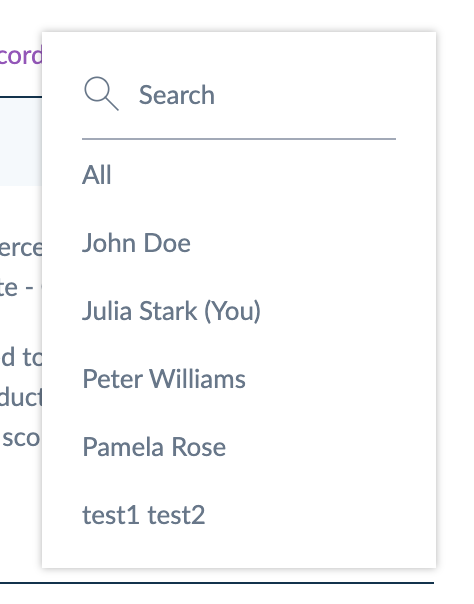 cord
Search
All
John Doe
erce
Julia Stark (You)
te -
d to
Peter Williams
duct
sco
Pamela Rose
test1 test2